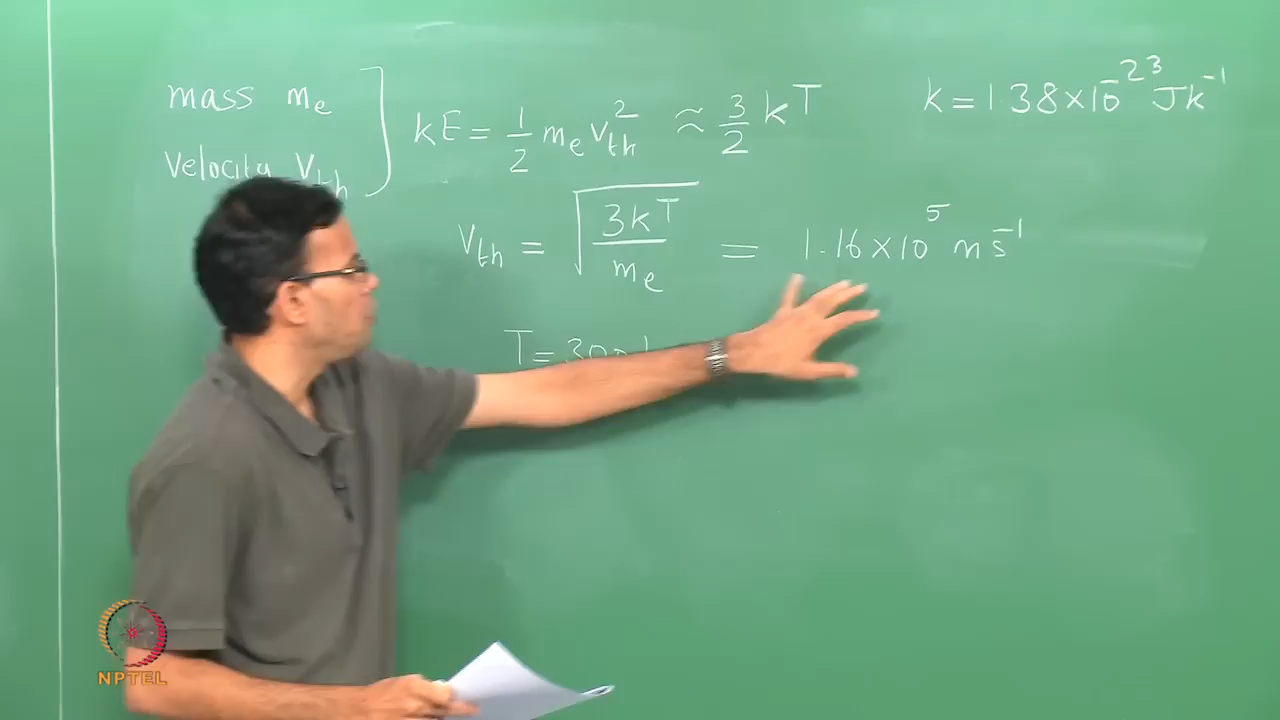 mass me
velocity Vth
kE = 1/2 me Vth² ≈ 3/2 kT
k = 1.38×10⁻²³ Jk⁻¹
Vth = √(3kT/me) = 1.16×10⁵ m s⁻¹
T = 300 k
NPTEL